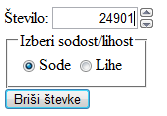 Število: 24901
Izberi sodost/lihost
Sode Lihe
Briši števke